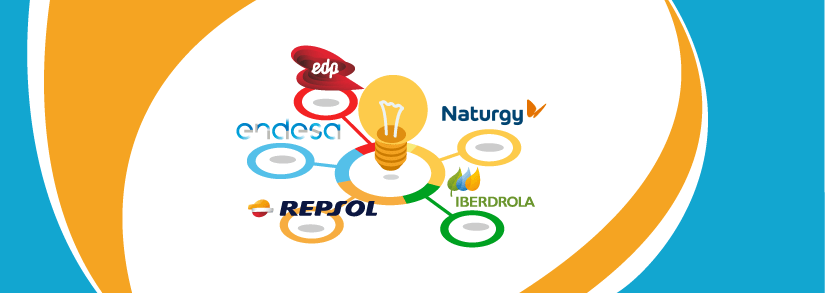 edp
Naturgy
endesa
REPSOL
IBERDROLA